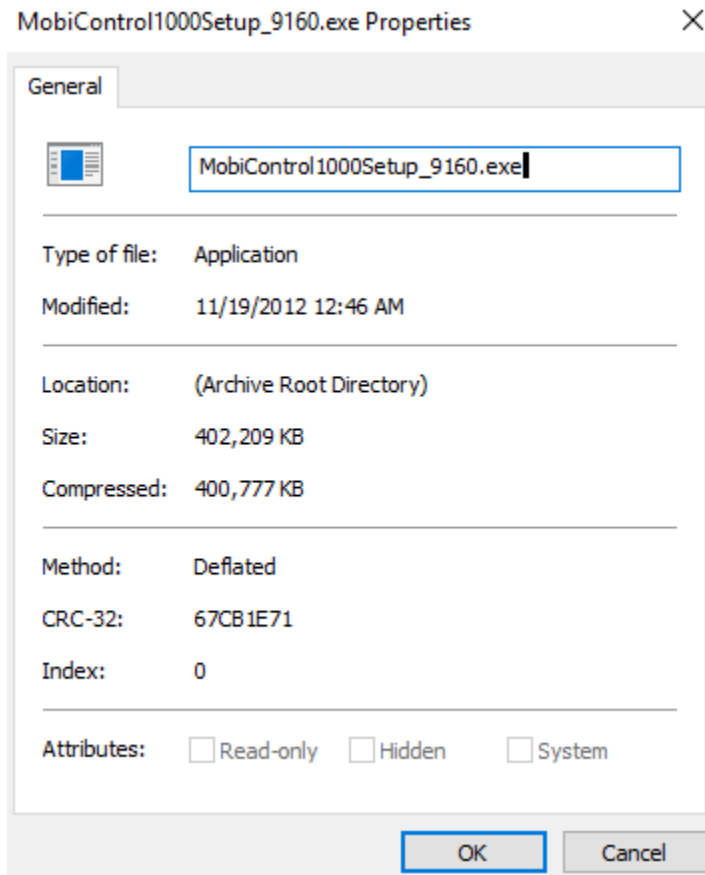 MobiControl1000Setup_9160.exe Properties
General
MobiControl1000Setup_9160.exe
Type of file: Application
Modified: 11/19/2012 12:46 AM
Location: (Archive Root Directory)
Size: 402,209 KB
Compressed: 400,777 KB
Method: Deflated
CRC-32: 67CB1E71
Index: 0
Attributes: Read-only Hidden System
OK Cancel